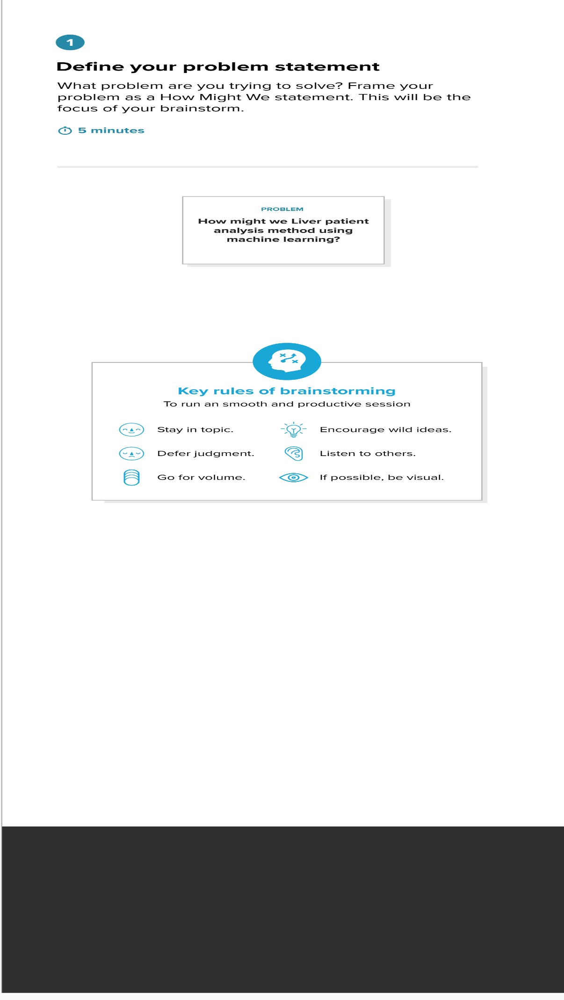 1
Define your problem statement
What problem are you trying to solve? Frame your
problem as a How Might We statement. This will be the
focus of your brainstorm.
5 minutes
PROBLEM
How might we Liver patient
analysis method using
machine learning?
Key rules of brainstorming
To run an smooth and productive session
Stay in topic.
Encourage wild ideas.
Defer judgment.
Listen to others.
Go for volume.
If possible, be visual.